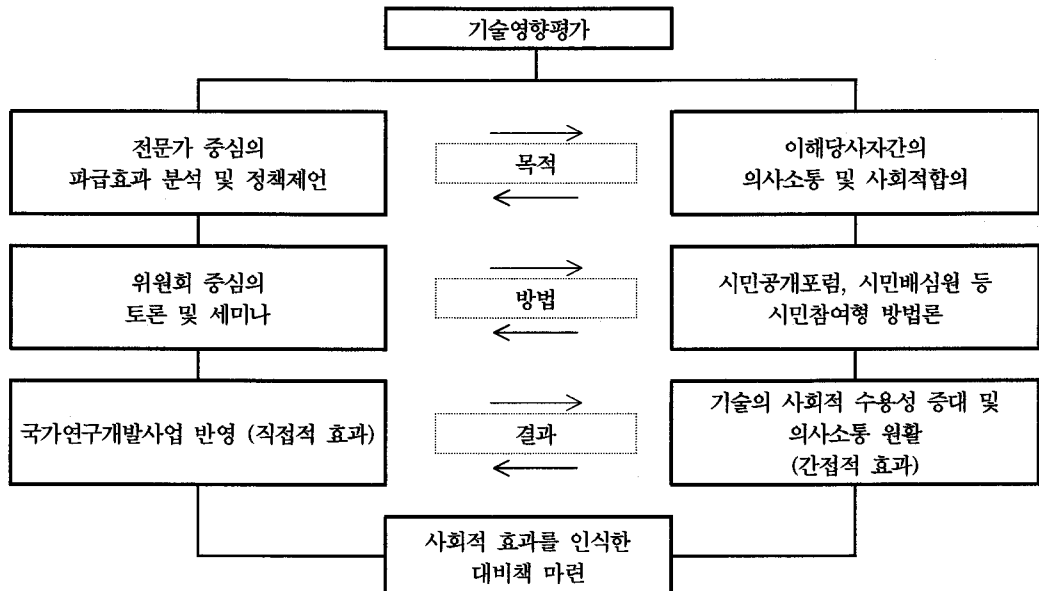 기술영향평가
전문가 중심의
파급효과 분석 및 정책제언
목적
이해당사자간의
의사소통 및 사회적합의
위원회 중심의
토론 및 세미나
방법
시민공개포럼, 시민배심원 등
시민참여형 방법론
국가연구개발사업 반영 (직접적 효과)
결과
기술의 사회적 수용성 증대 및
의사소통 원활
(간접적 효과)
사회적 효과를 인식한
대비책 마련